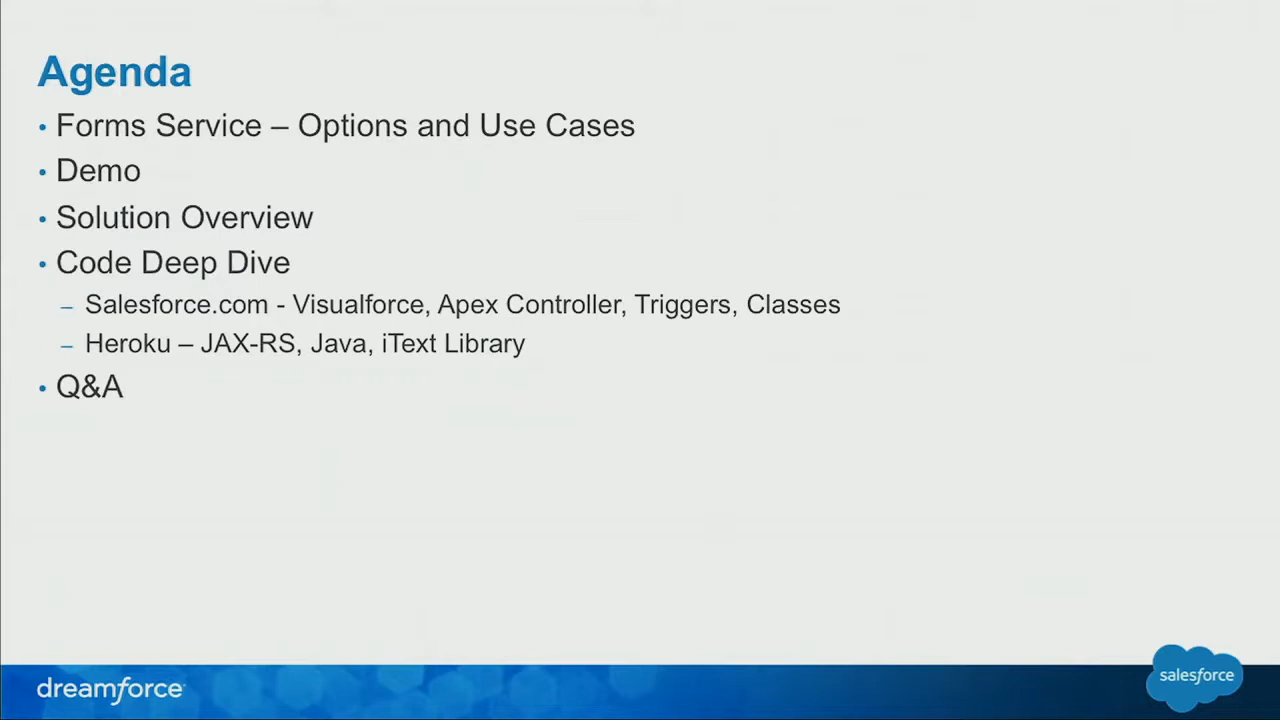 Agenda
• Forms Service – Options and Use Cases
• Demo
• Solution Overview
• Code Deep Dive
– Salesforce.com - Visualforce, Apex Controller, Triggers, Classes
– Heroku – JAX-RS, Java, iText Library
• Q&A
dreamforce
salesforce